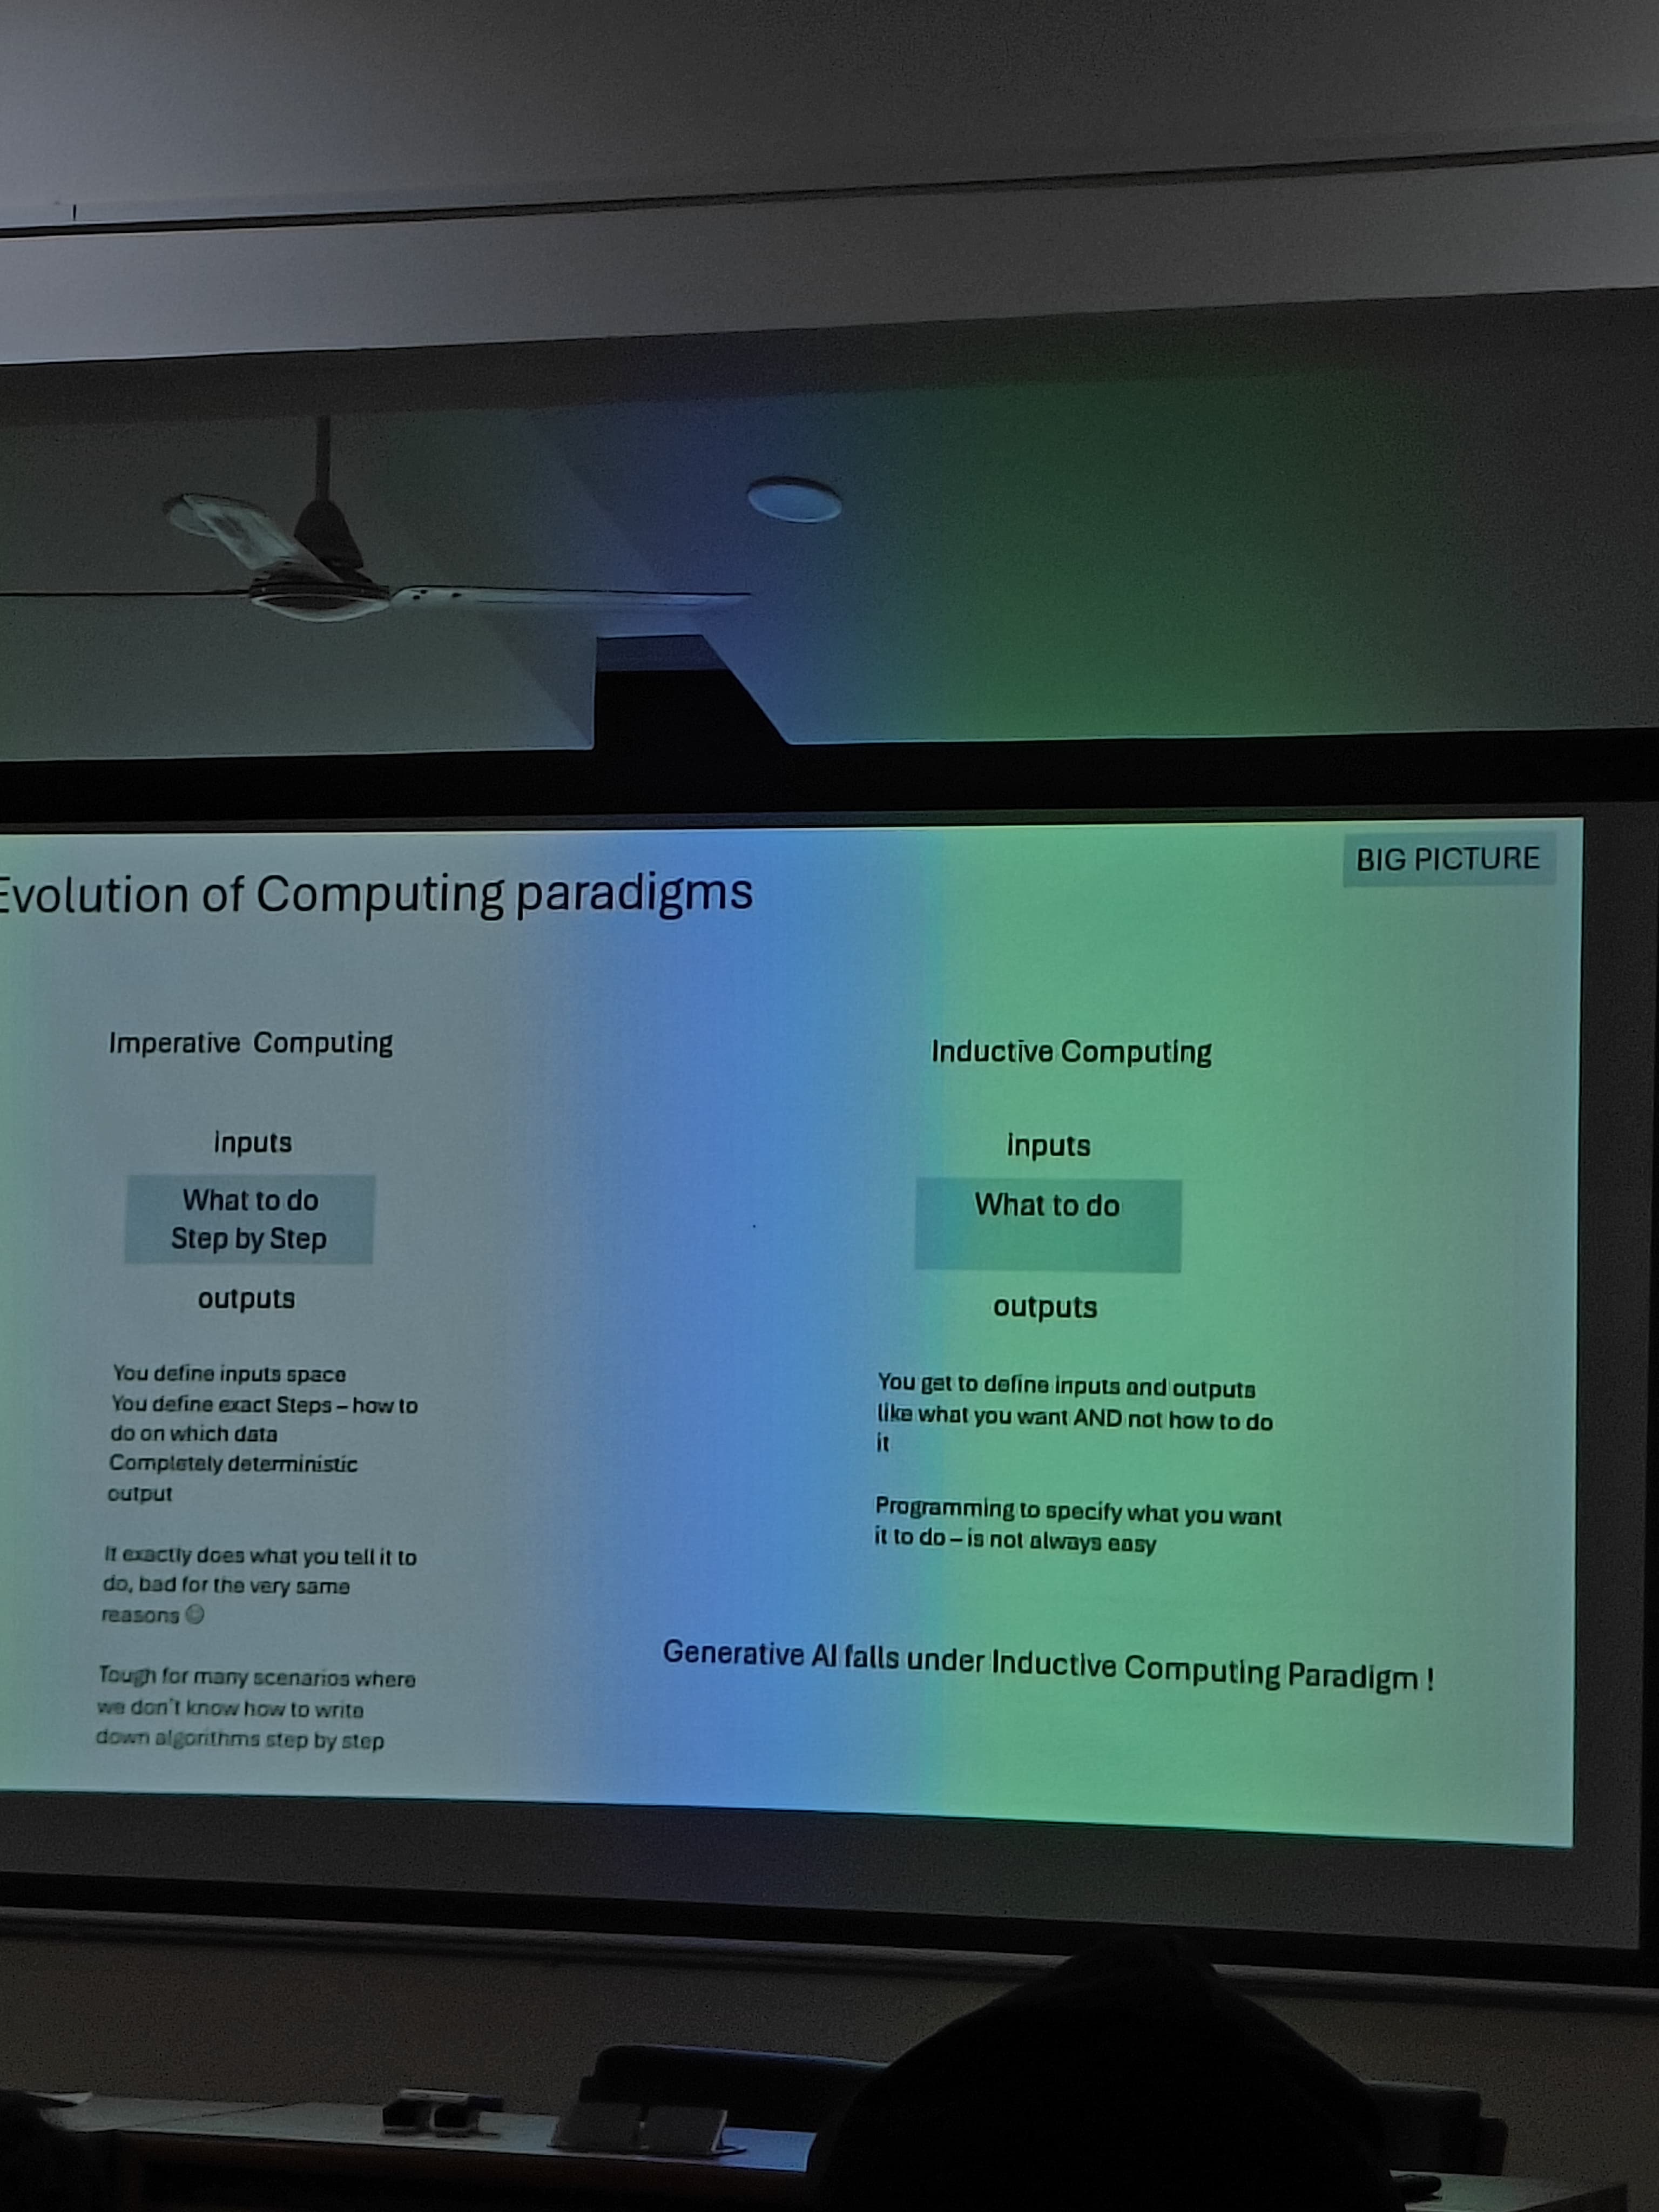 Evolution of Computing paradigms
BIG PICTURE
Imperative Computing
inputs
What to do
Step by Step
outputs
You define inputs space
You define exact Steps – how to
do on which data
Completely deterministic
output
It exactly does what you tell it to
do, bad for the very same
reasons ☺
Tough for many scenarios where
we don't know how to write
down algorithms step by step
Inductive Computing
inputs
What to do
outputs
You get to define inputs and outputs
like what you want AND not how to do
it
Programming to specify what you want
it to do – is not always easy
Generative AI falls under Inductive Computing Paradigm !